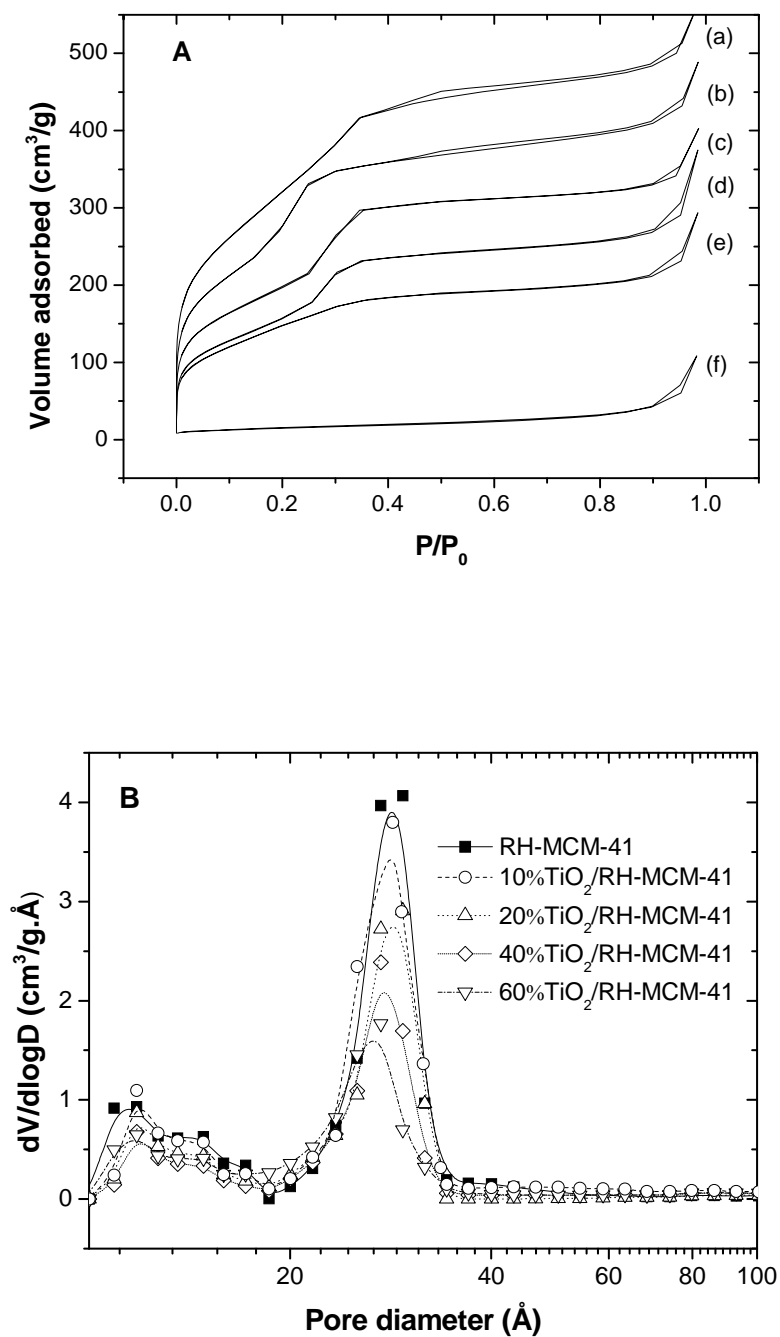 A
500
400
300
200
100
0
Volume adsorbed (cm³/g)
(a)
(b)
(c)
(d)
(e)
(f)
0.0 0.2 0.4 0.6 0.8 1.0
P/P₀
B
4
3
2
1
0
dV/dlogD (cm³/g.Å)
RH-MCM-41
10%TiO₂/RH-MCM-41
20%TiO₂/RH-MCM-41
40%TiO₂/RH-MCM-41
60%TiO₂/RH-MCM-41
20 40 60 80 100
Pore diameter (Å)